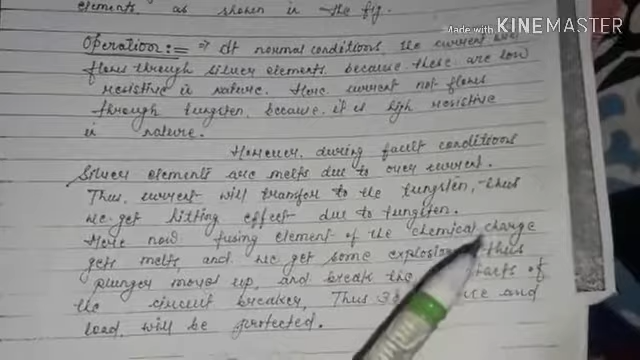 elements as shown in the fig.
Made with KINEMASTER
Operation:= → At normal conditions, the current
flows through silver elements, because these are low
resistive in nature. Here current not flows
through tungsten, because, it is high resistive
in nature.
However, during fault conditions
Silver elements are melts due to over current.
Thus, current will transfer to the tungsten, thus
we get hitting effect due to tungsten.
Here now fusing element of the chemical charge
gets melts, and we get some explosion, thus
plunger moves up, and break the of
the circuit breaker, Thus and
load, will be protected.